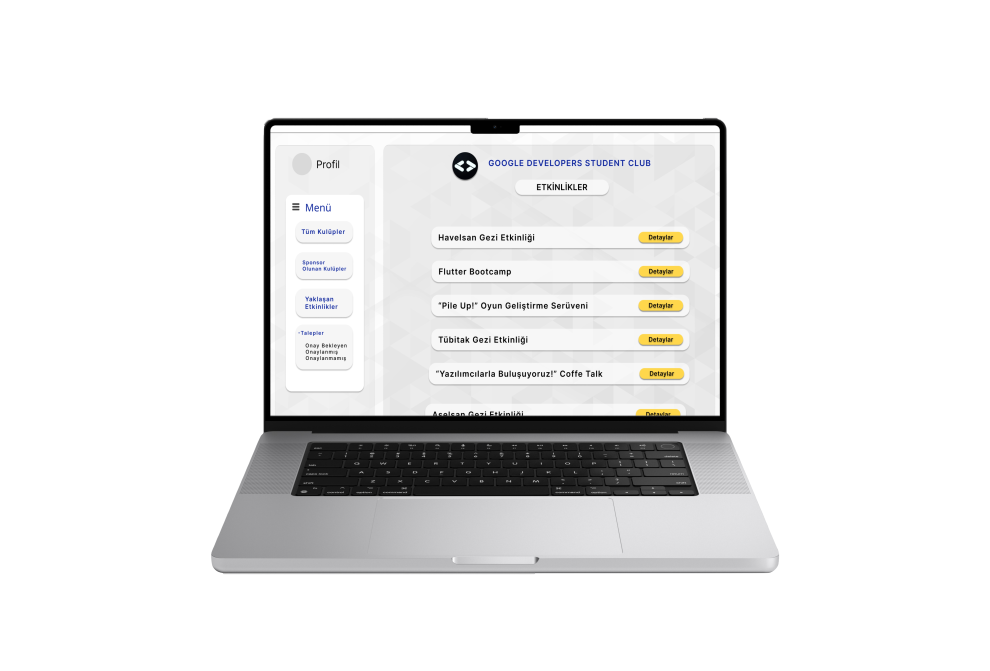 Profil
Menü
Tüm Kulüpler
Sponsor
Olunan Kulüpler
Yaklaşan
Etkinlikler
-Talepler
Onay Bekleyen
Onaylanmış
Onaylanmamış
GOOGLE DEVELOPERS STUDENT CLUB
ETKİNLİKLER
Havelsan Gezi Etkinliği Detaylar
Flutter Bootcamp Detaylar
“Pile Up!” Oyun Geliştirme Serüveni Detaylar
Tübitak Gezi Etkinliği Detaylar
“Yazılımcılarla Buluşuyoruz!” Coffe Talk Detaylar
Aselsan Gezi Etkinliği Detaylar
Q W E R T Y U I O P
A S D F G H J K L
Z X C V B N M